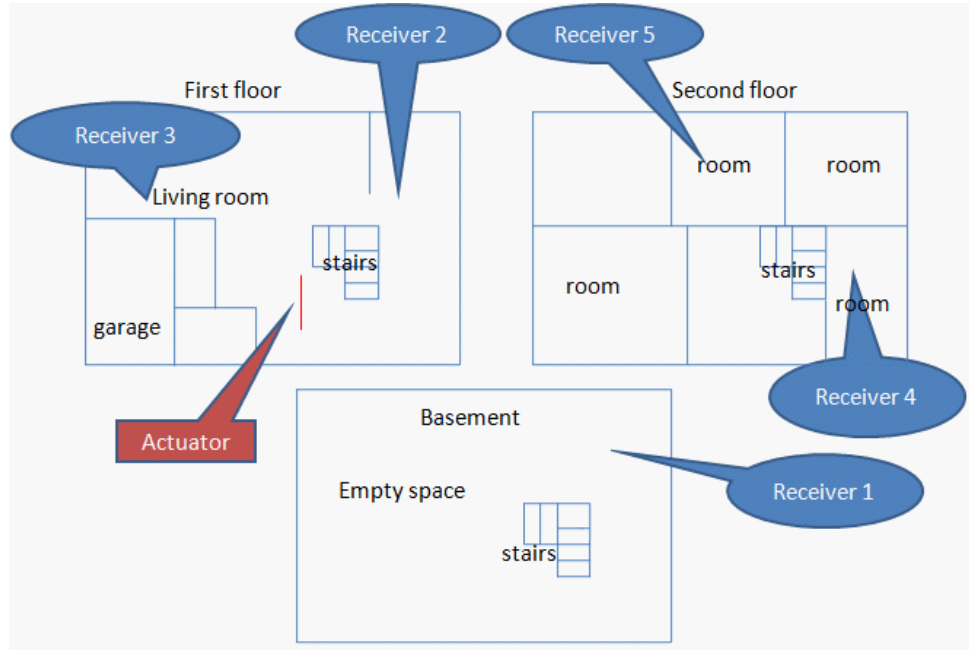 Receiver 2
Receiver 5
First floor
Second floor
Receiver 3
room
room
Living room
stairs
stairs
room
room
garage
Receiver 4
Basement
Actuator
Empty space
Receiver 1
stairs